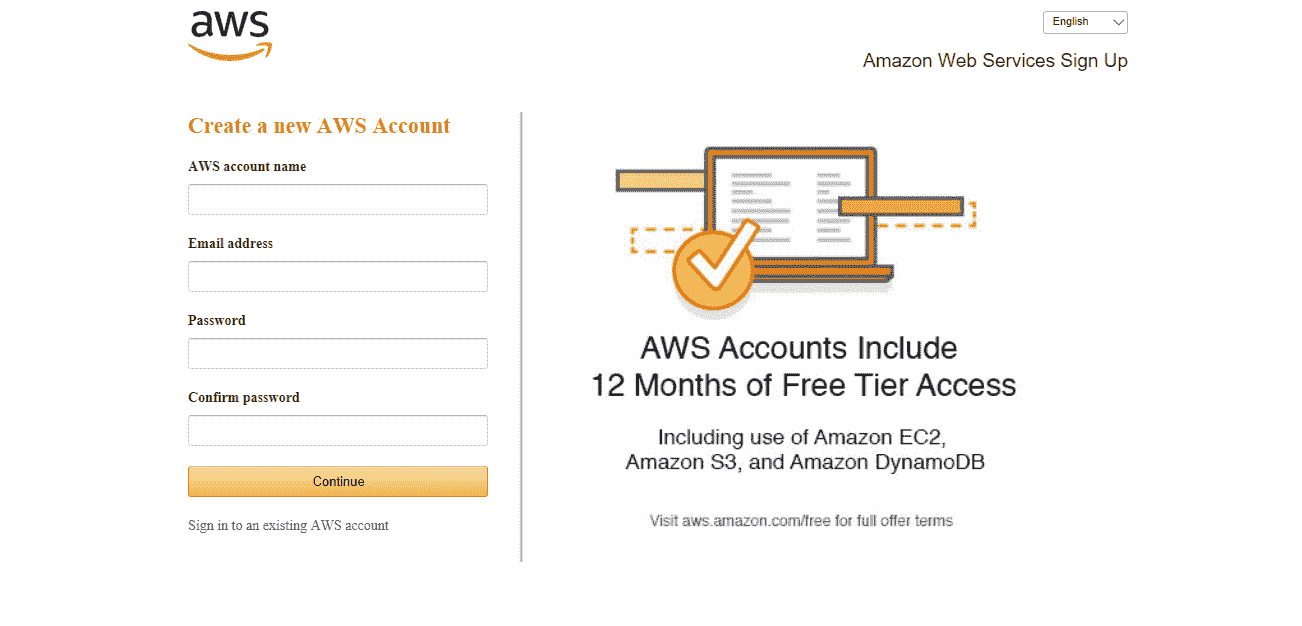 aws
English
Amazon Web Services Sign Up
Create a new AWS Account
AWS account name
Email address
Password
Confirm password
Continue
Sign in to an existing AWS account
AWS Accounts Include
12 Months of Free Tier Access
Including use of Amazon EC2,
Amazon S3, and Amazon DynamoDB
Visit aws.amazon.com/free for full offer terms